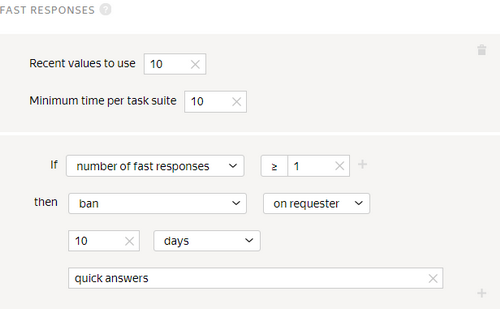 FAST RESPONSES ?
Recent values to use 10
Minimum time per task suite 10
If number of fast responses ≥ 1
then ban on requester
10 days
quick answers